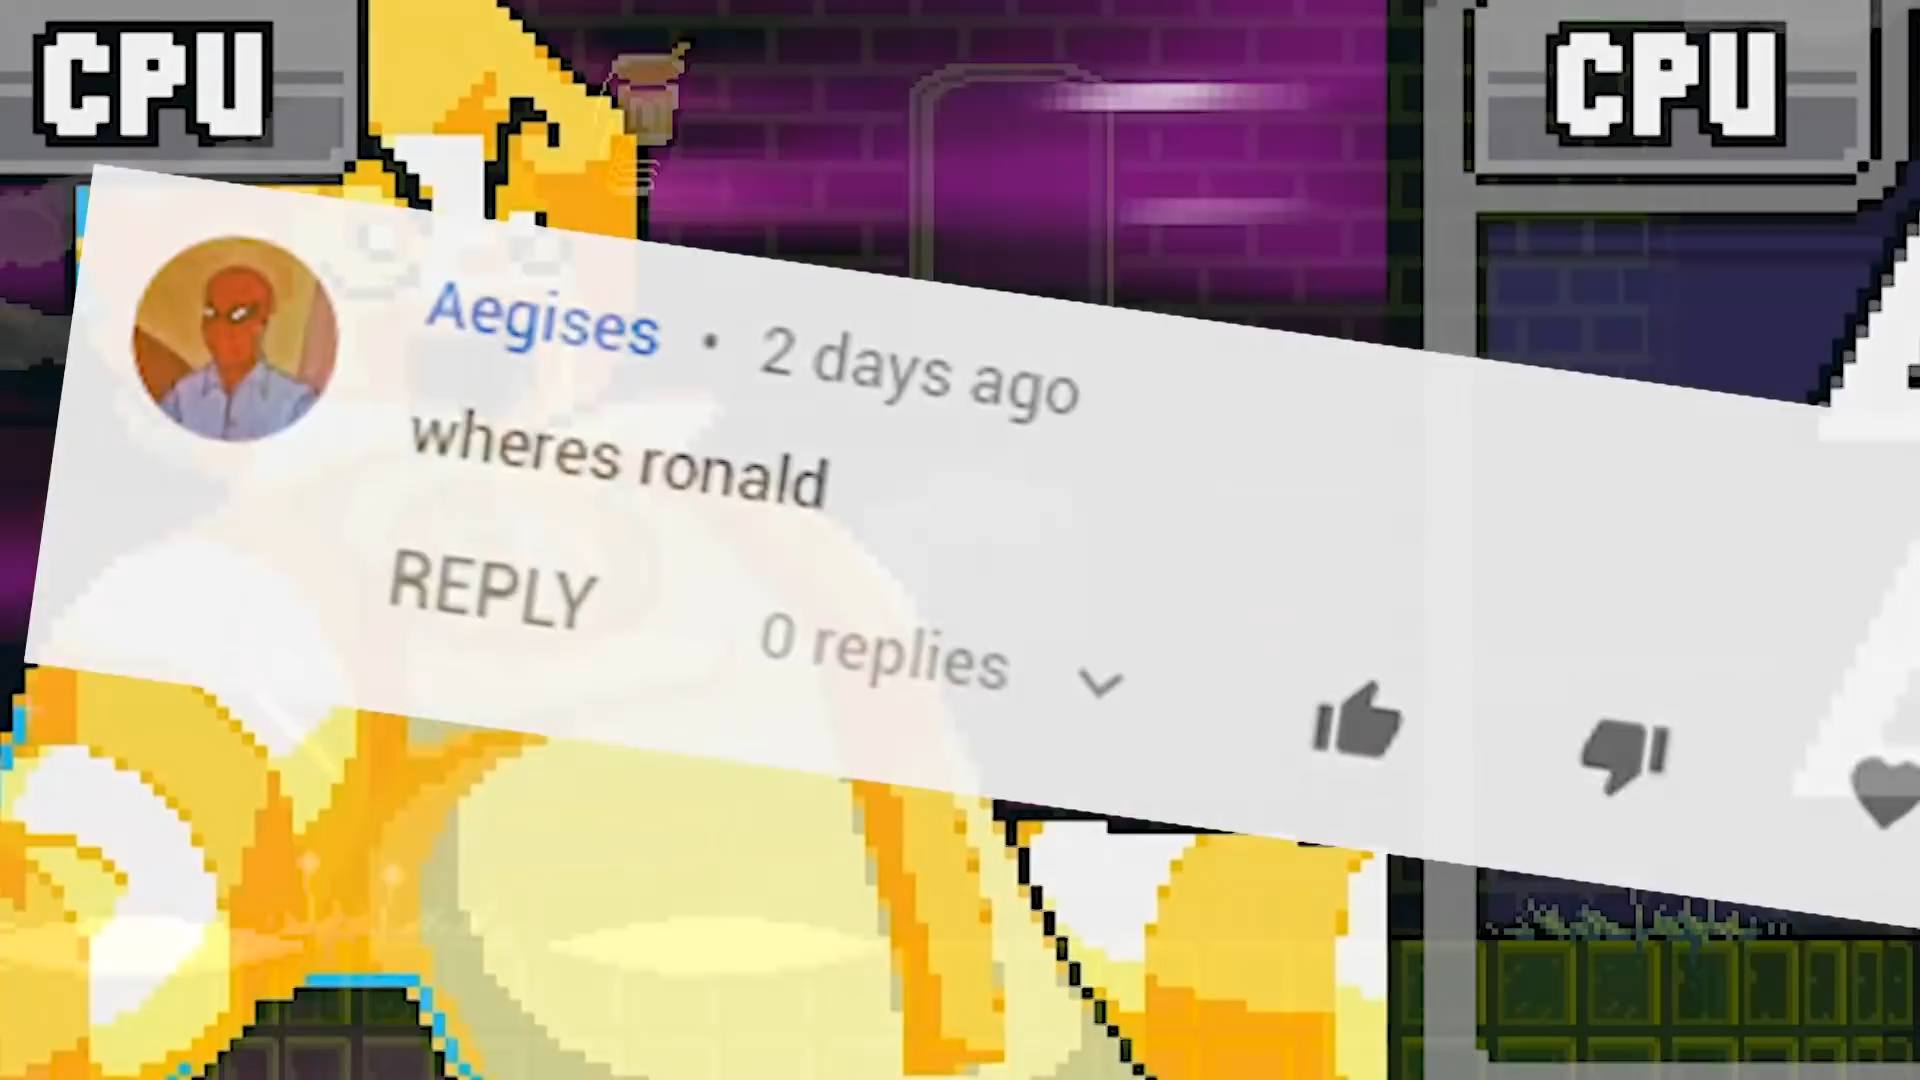 CPU
CPU
Aegises • 2 days ago
wheres ronald
REPLY
0 replies